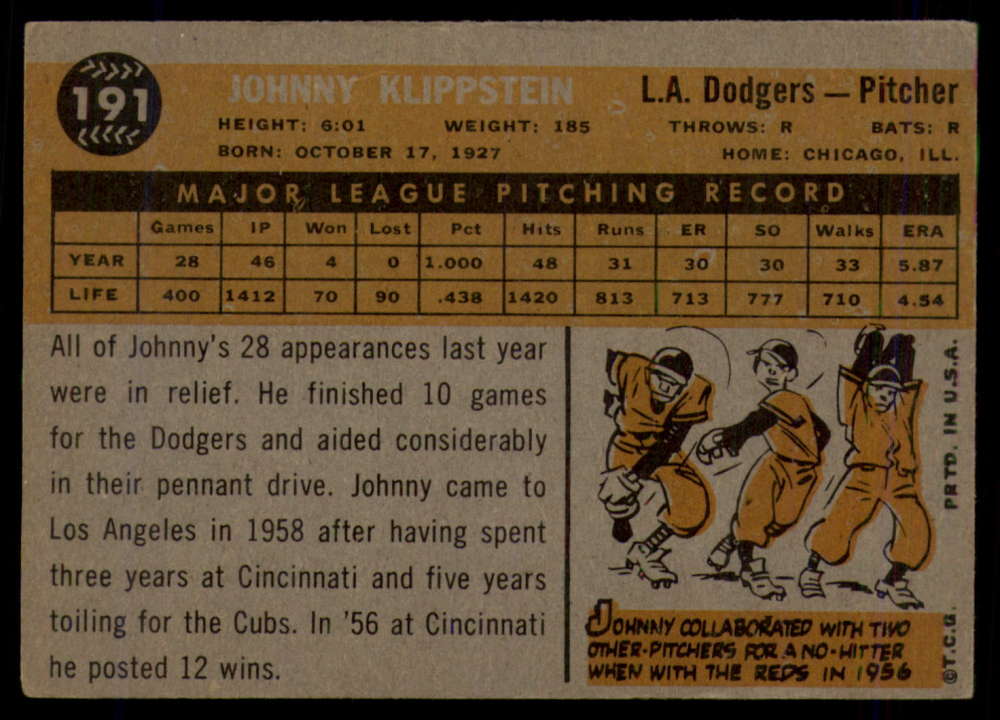 191
JOHNNY KLIPPSTEIN
L.A. Dodgers — Pitcher
HEIGHT: 6:01 WEIGHT: 185 THROWS: R BATS: R
BORN: OCTOBER 17, 1927 HOME: CHICAGO, ILL.
MAJOR LEAGUE PITCHING RECORD
Games IP Won Lost Pct Hits Runs ER SO Walks ERA
YEAR 28 46 4 0 1.000 48 31 30 30 33 5.87
LIFE 400 1412 70 90 .438 1420 813 713 777 710 4.54
All of Johnny's 28 appearances last year
were in relief. He finished 10 games
for the Dodgers and aided considerably
in their pennant drive. Johnny came to
Los Angeles in 1958 after having spent
three years at Cincinnati and five years
toiling for the Cubs. In '56 at Cincinnati
he posted 12 wins.
JOHNNY COLLABORATED WITH TWO
OTHER-PITCHERS FOR A NO-HITTER
WHEN WITH THE REDS IN 1956
©T.C.G. PRTD. IN U.S.A.